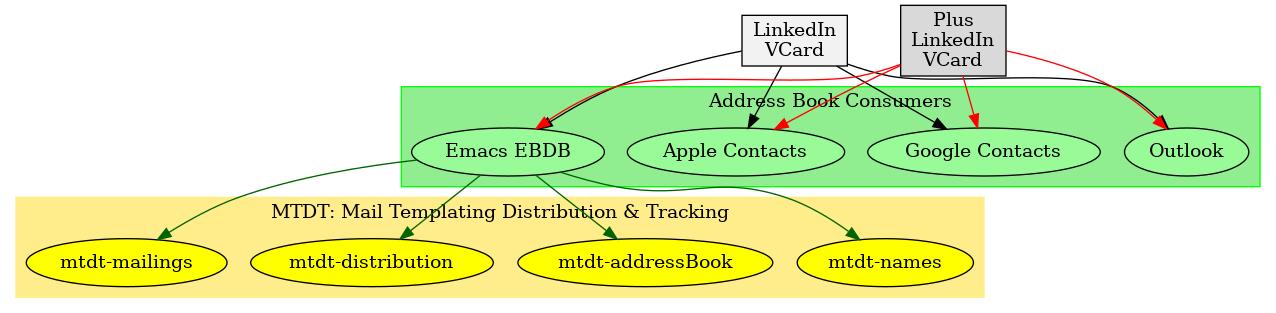 LinkedIn
VCard
Plus
LinkedIn
VCard
Address Book Consumers
Emacs EBDB
Apple Contacts
Google Contacts
Outlook
MTDT: Mail Templating Distribution & Tracking
mtdt-mailings
mtdt-distribution
mtdt-addressBook
mtdt-names